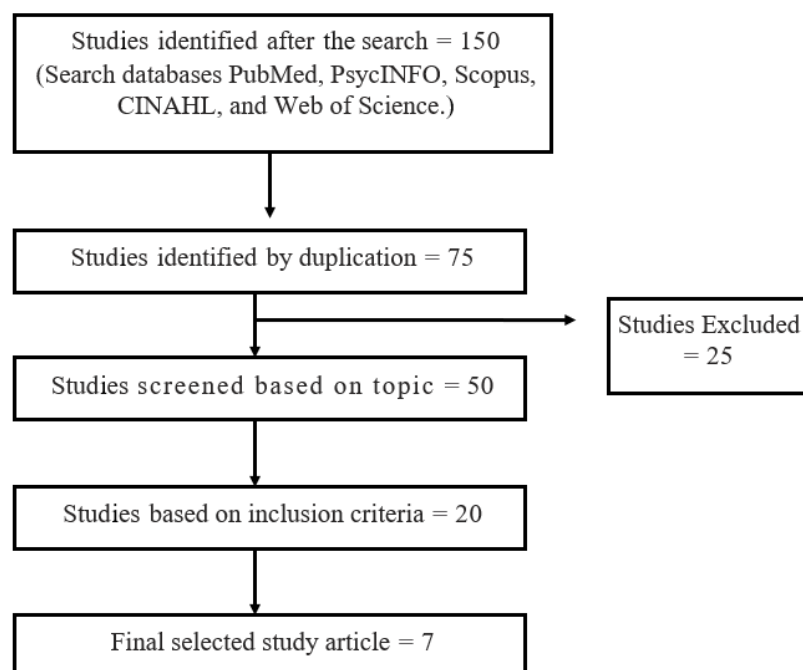 Studies identified after the search = 150
(Search databases PubMed, PsycINFO, Scopus,
CINAHL, and Web of Science.)
Studies identified by duplication = 75
Studies Excluded
= 25
Studies screened based on topic = 50
Studies based on inclusion criteria = 20
Final selected study article = 7